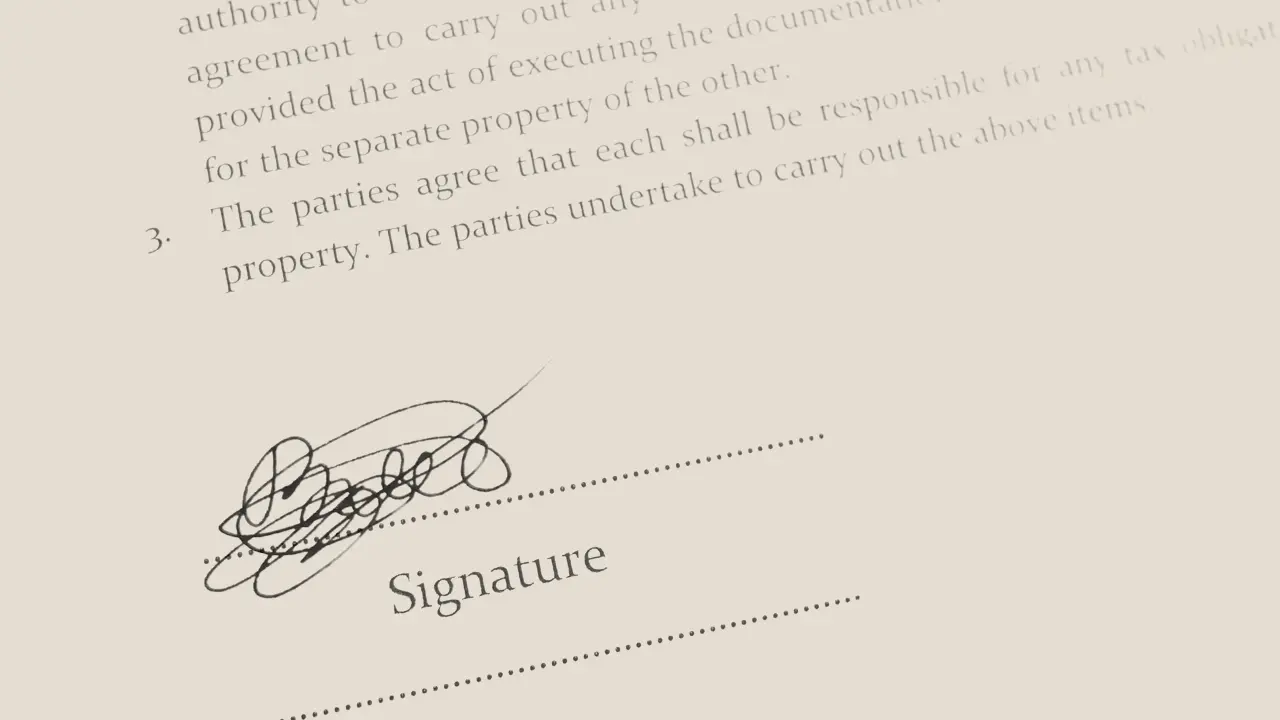 authority
agreement to carry out any
provided the act of executing the
for the separate property of the other.
3. The parties agree that each shall be responsible for any tax
property. The parties undertake to carry out the above items
Signature